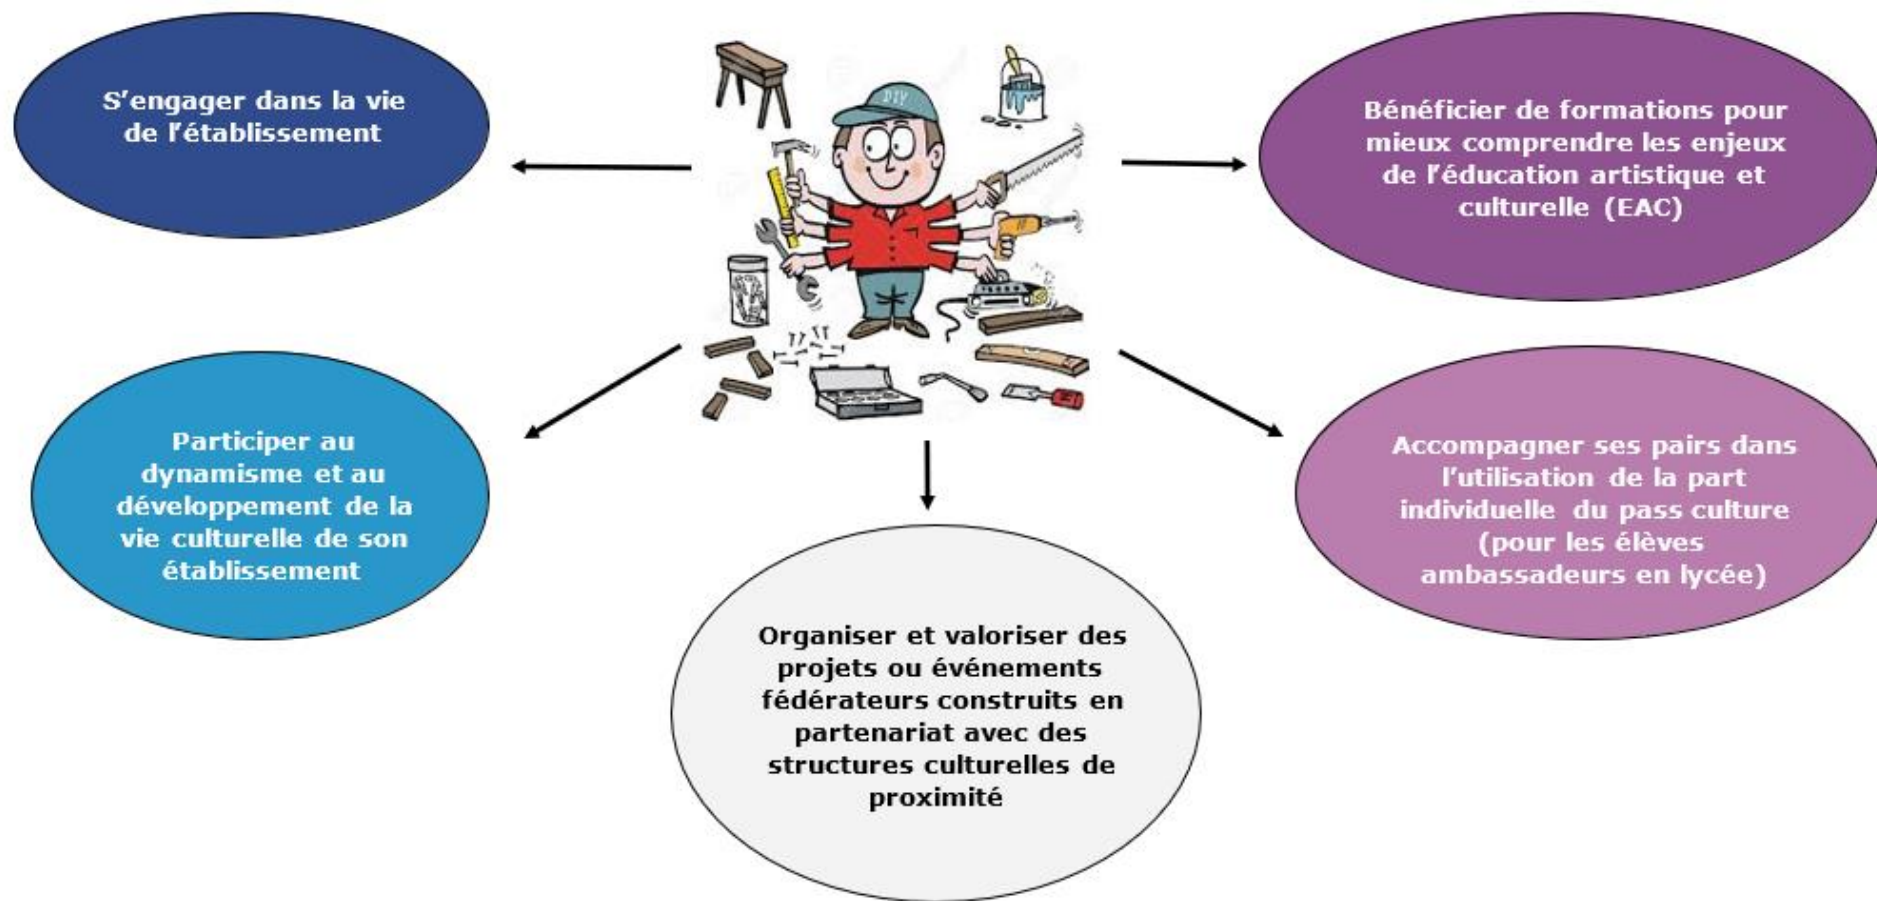 S'engager dans la vie
de l'établissement
DIY
Bénéficier de formations pour
mieux comprendre les enjeux
de l'éducation artistique et
culturelle (EAC)
Participer au
dynamisme et au
développement de la
vie culturelle de son
établissement
Accompagner ses pairs dans
l'utilisation de la part
individuelle du pass culture
(pour les élèves
ambassadeurs en lycée)
Organiser et valoriser des
projets ou événements
fédérateurs construits en
partenariat avec des
structures culturelles de
proximité